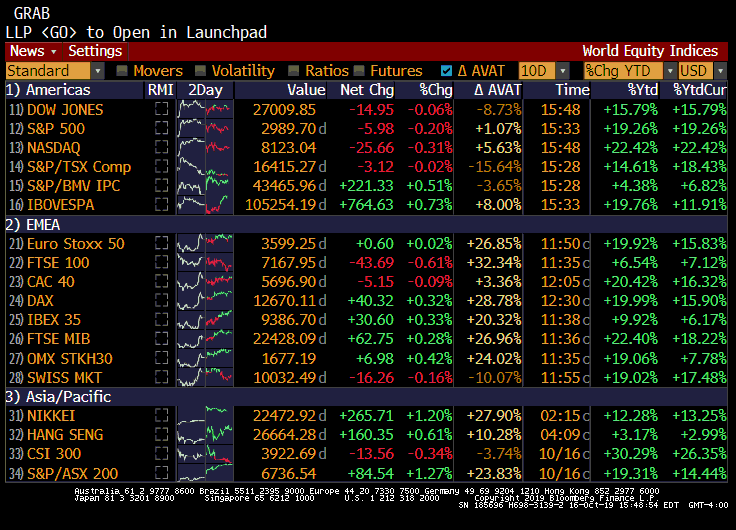 GRAB
LLP <GO> to Open in Launchpad
News Settings World Equity Indices
Standard Movers Volatility Ratios Futures Δ AVAT 10D %Chg YTD USD
1) Americas RMI 2Day Value Net Chg %Chg Δ AVAT Time %Ytd %YtdCur
11) DOW JONES 27009.85 -14.95 -0.06% -8.73% 15:48 +15.79% +15.79%
12) S&P 500 2989.70 d -5.98 -0.20% +1.07% 15:33 +19.26% +19.26%
13) NASDAQ 8123.04 -25.66 -0.31% +5.63% 15:48 +22.42% +22.42%
14) S&P/TSX Comp 16415.27 d -3.12 -0.02% -15.64% 15:28 +14.61% +18.43%
15) S&P/BMV IPC 43465.96 d +221.33 +0.51% -3.65% 15:28 +4.38% +6.82%
16) IBOVESPA 105254.19 d +764.63 +0.73% +8.00% 15:33 +19.76% +11.91%
2) EMEA
21) Euro Stoxx 50 3599.25 d +0.60 +0.02% +26.85% 11:50 c +19.92% +15.83%
22) FTSE 100 7167.95 d -43.69 -0.61% +32.34% 11:35 c +6.54% +7.12%
23) CAC 40 5696.90 d -5.15 -0.09% +3.36% 12:05 c +20.42% +16.32%
24) DAX 12670.11 d +40.32 +0.32% +28.78% 12:30 c +19.99% +15.90%
25) IBEX 35 9386.70 d +30.60 +0.33% +20.32% 11:38 c +9.92% +6.17%
26) FTSE MIB 22428.09 d +62.75 +0.28% +26.96% 11:36 c +22.40% +18.22%
27) OMX STKH30 1677.19 +6.98 +0.42% +24.02% 11:35 c +19.06% +7.78%
28) SWISS MKT 10032.49 d -16.26 -0.16% -10.07% 11:55 c +19.02% +17.48%
3) Asia/Pacific
31) NIKKEI 22472.92 d +265.71 +1.20% +27.90% 02:15 c +12.28% +13.25%
32) HANG SENG 26664.28 d +160.35 +0.61% +10.28% 04:09 c +3.17% +2.99%
33) CSI 300 3922.69 d -13.56 -0.34% -3.74% 10/16 c +30.29% +26.35%
34) S&P/ASX 200 6736.54 +84.54 +1.27% +23.83% 10/16 c +19.31% +14.44%
Australia 61 2 9777 8600 Brazil 5511 2395 9000 Europe 44 20 7330 7500 Germany 49 69 9204 1210 Hong Kong 852 2977 6000
Japan 81 3 3201 8900 Singapore 65 6212 1000 U.S. 1 212 318 2000 Copyright 2019 Bloomberg Finance L.P.
SN 185696 H698-3139-2 16-Oct-19 15:48:54 EDT GMT-4:00